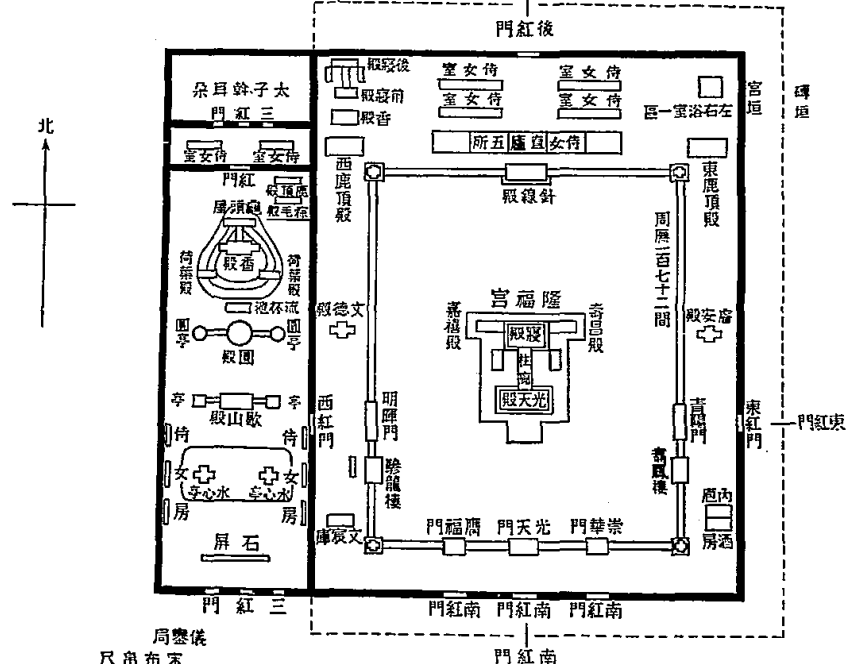 後紅門
北
太子斡耳朵
三紅門
侍女室
侍女室
紅門
鹿頂殿
棕毛殿
龜頭屋
香殿
荷葉殿
荷葉殿
流杯池
圓亭
圓亭
圓殿
亭
亭
歇山殿
侍女房
侍女房
水心亭
水心亭
石屏
三紅門
後寢殿
前寢殿
香殿
侍女室
侍女室
侍女室
侍女室
侍女直廬五所
左右浴室一區
宮垣
磚垣
西鹿頂殿
東鹿頂殿
針線殿
周廡一百七十二間
隆福宮
嘉禧殿
壽昌殿
寢殿
柱廊
光天殿
文德殿
睿安殿
明暉門
青陽門
西紅門
東紅門
東紅門
驂龍樓
翥鳳樓
文宸庫
內庖
酒房
膺福門
光天門
崇華門
南紅門
南紅門
南紅門
南紅門
儀鸞局